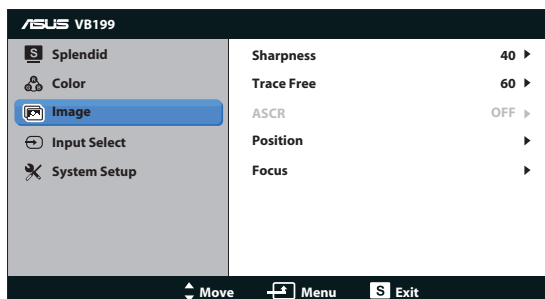 ASUS VB199
S Splendid
Color
Image
Input Select
System Setup
Sharpness 40
Trace Free 60
ASCR OFF
Position
Focus
Move Menu S Exit